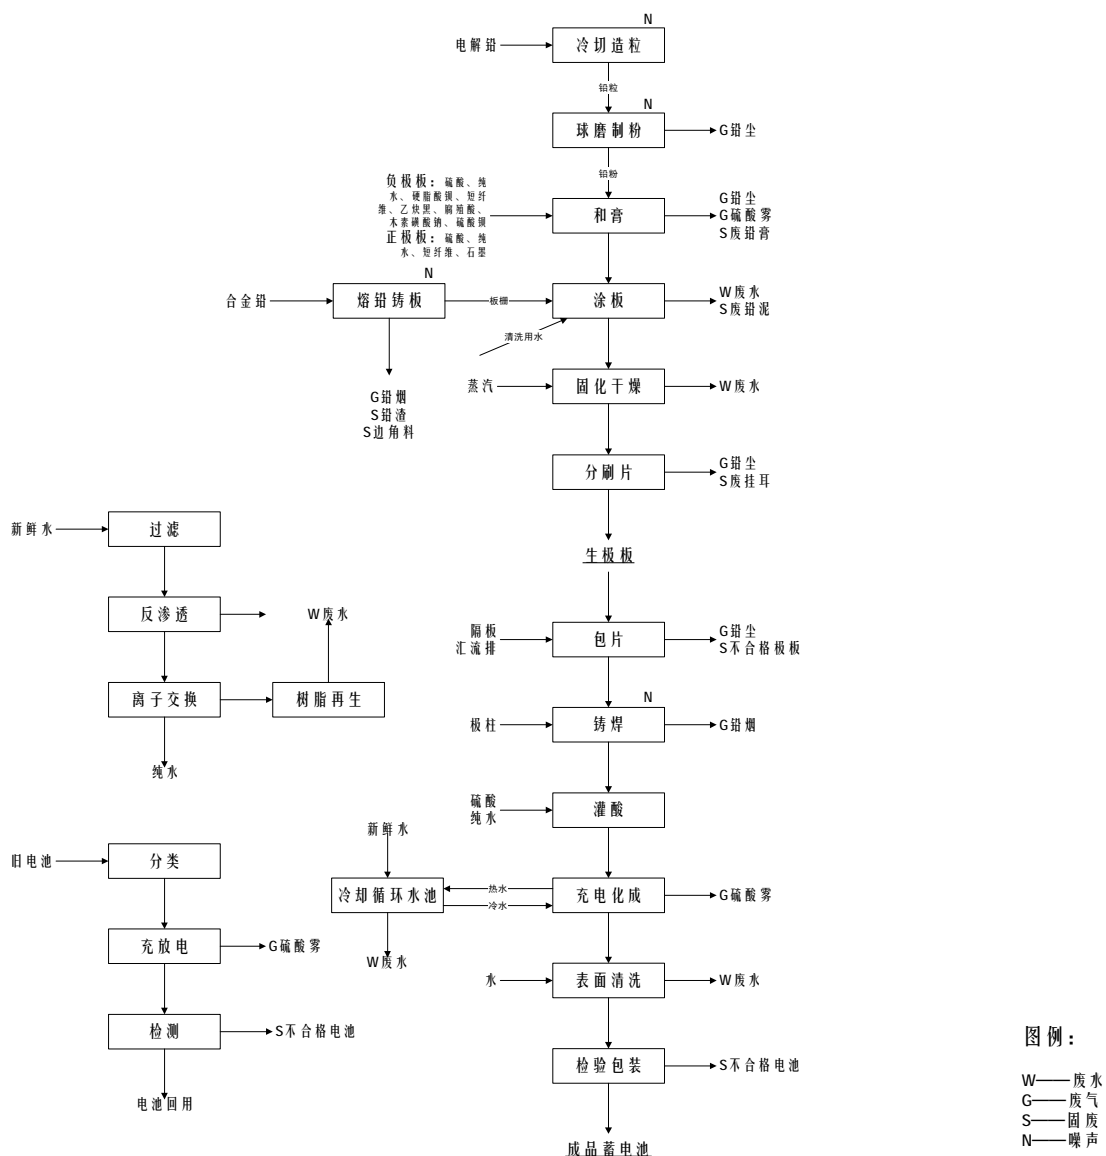 N
电解铅
冷切造粒
铅粒
N
球磨制粉
G铅尘
铅粉
负极板：硫酸、纯
水、硬脂酸钡、短纤
维、乙炔黑、腐殖酸、
木素磺酸钠、硫酸钡
正极板：硫酸、纯
水、短纤维、石墨
和膏
G铅尘
G硫酸雾
S废铅膏
N
合金铅
熔铅铸板
板栅
涂板
W废水
S废铅泥
清洗用水
G铅烟
S铅渣
S边角料
蒸汽
固化干燥
W废水
分刷片
G铅尘
S废挂耳
生极板
新鲜水
过滤
反渗透
W废水
离子交换
树脂再生
纯水
隔板
汇流排
包片
G铅尘
S不合格极板
N
极柱
铸焊
G铅烟
硫酸
纯水
灌酸
新鲜水
冷却循环水池
热水
冷水
充电化成
G硫酸雾
W废水
水
表面清洗
W废水
检验包装
S不合格电池
成品蓄电池
旧电池
分类
充放电
G硫酸雾
检测
S不合格电池
电池回用
图例：
W——废水
G——废气
S——固废
N——噪声